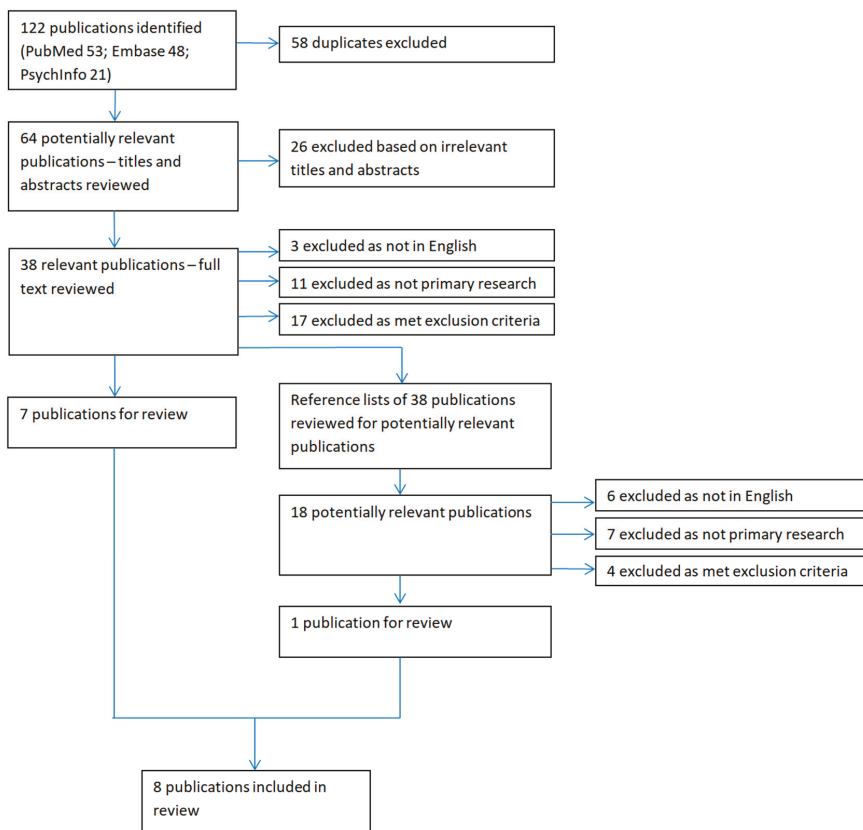 122 publications identified
(PubMed 53; Embase 48;
PsychInfo 21)
58 duplicates excluded
64 potentially relevant
publications – titles and
abstracts reviewed
26 excluded based on irrelevant
titles and abstracts
38 relevant publications – full
text reviewed
3 excluded as not in English
11 excluded as not primary research
17 excluded as met exclusion criteria
7 publications for review
Reference lists of 38 publications
reviewed for potentially relevant
publications
18 potentially relevant publications
6 excluded as not in English
7 excluded as not primary research
4 excluded as met exclusion criteria
1 publication for review
8 publications included in
review